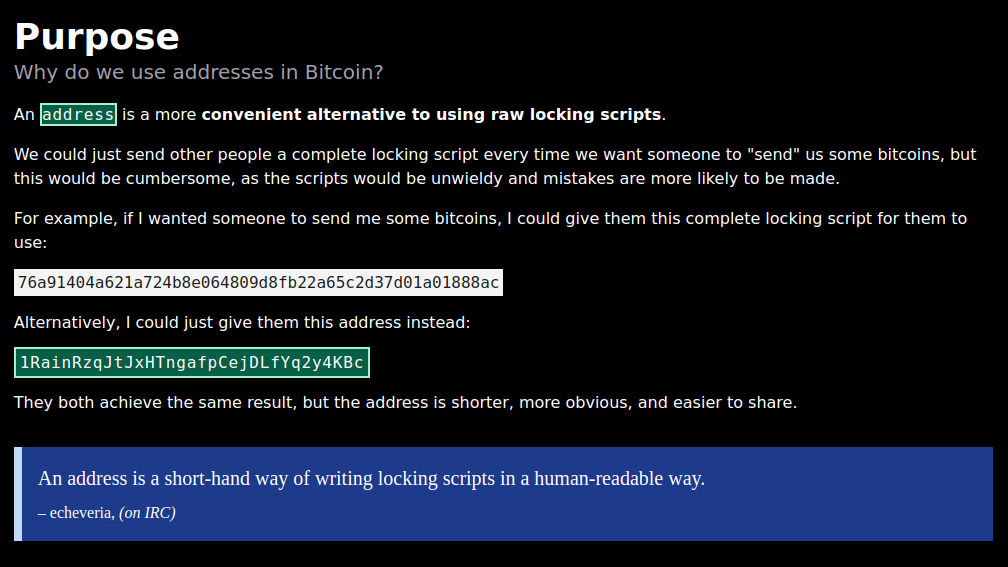 Purpose
Why do we use addresses in Bitcoin?
An address is a more convenient alternative to using raw locking scripts.
We could just send other people a complete locking script every time we want someone to "send" us some bitcoins, but
this would be cumbersome, as the scripts would be unwieldy and mistakes are more likely to be made.
For example, if I wanted someone to send me some bitcoins, I could give them this complete locking script for them to
use:
76a91404a621a724b8e064809d8fb22a65c2d37d01a01888ac
Alternatively, I could just give them this address instead:
1RainRzqJtJxHTngafpCejDLfYq2y4KBc
They both achieve the same result, but the address is shorter, more obvious, and easier to share.
An address is a short-hand way of writing locking scripts in a human-readable way.
– echeveria, (on IRC)